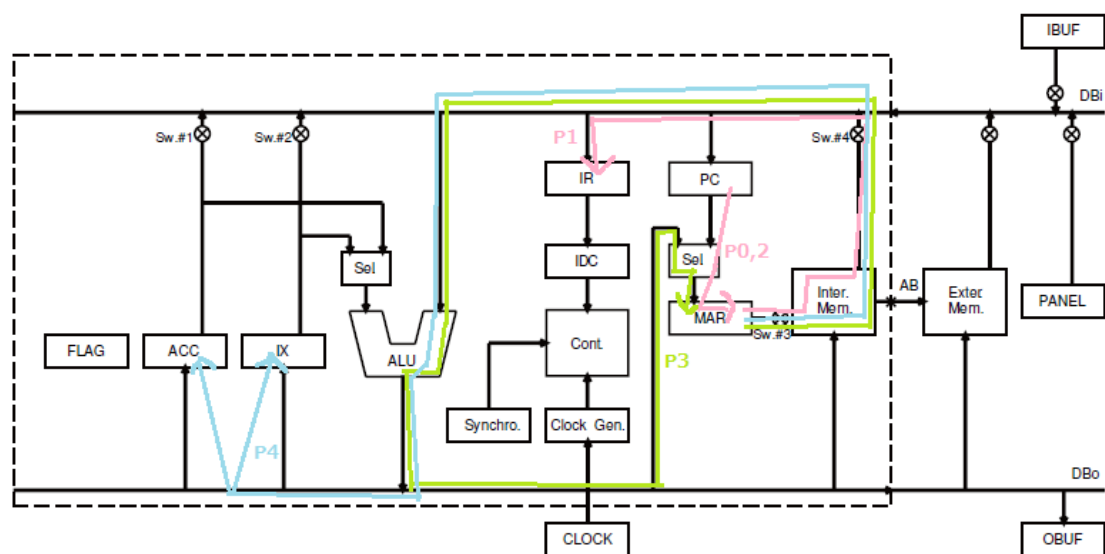 IBUF
DBi
Sw.#1
Sw.#2
P1
Sw.#4
IR
PC
P0,2
Sel
IDC
Sel
Inter.
Mem.
AB
Exter.
Mem.
PANEL
MAR
Sw.#3
FLAG
ACC
IX
ALU
Cont.
P3
P4
Synchro.
Clock Gen.
DBo
CLOCK
OBUF